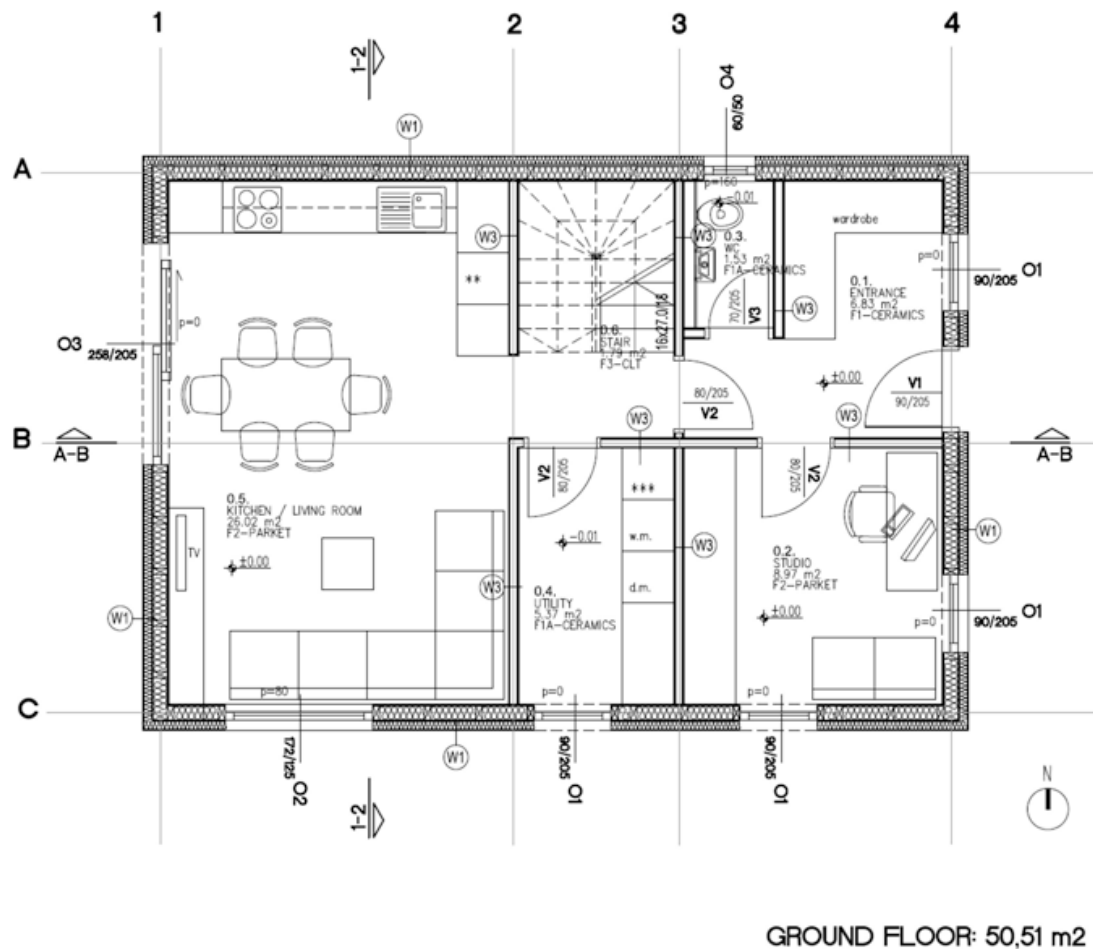 1
2
3
4
1-2
O4
60/50
W1
A
p=160
-0.01
wardrobe
W3
W3
0.3.
WC
1.53 m2
F1A-CERAMICS
p=0
O1
90/205
**
0.1.
ENTRANCE
6.83 m2
F1-CERAMICS
70/205
V3
W3
p=0
O3
258/205
16x27.0/18
0.6.
STAIR
1.79 m2
F3-CLT
±0.00
V1
90/205
80/205
V2
W3
W3
B
A-B
A-B
V2
80/205
80/205
V2
***
0.5.
KITCHEN / LIVING ROOM
26.02 m2
F2-PARKET
TV
±0.00
-0.01
w.m.
W3
W1
0.2.
STUDIO
8.97 m2
F2-PARKET
W3
d.m.
0.4.
UTILITY
5.37 m2
F1A-CERAMICS
W1
±0.00
O1
90/205
p=0
p=80
p=0
p=0
C
W1
172/125
O2
90/205
O1
90/205
O1
1-2
N
GROUND FLOOR: 50,51 m2